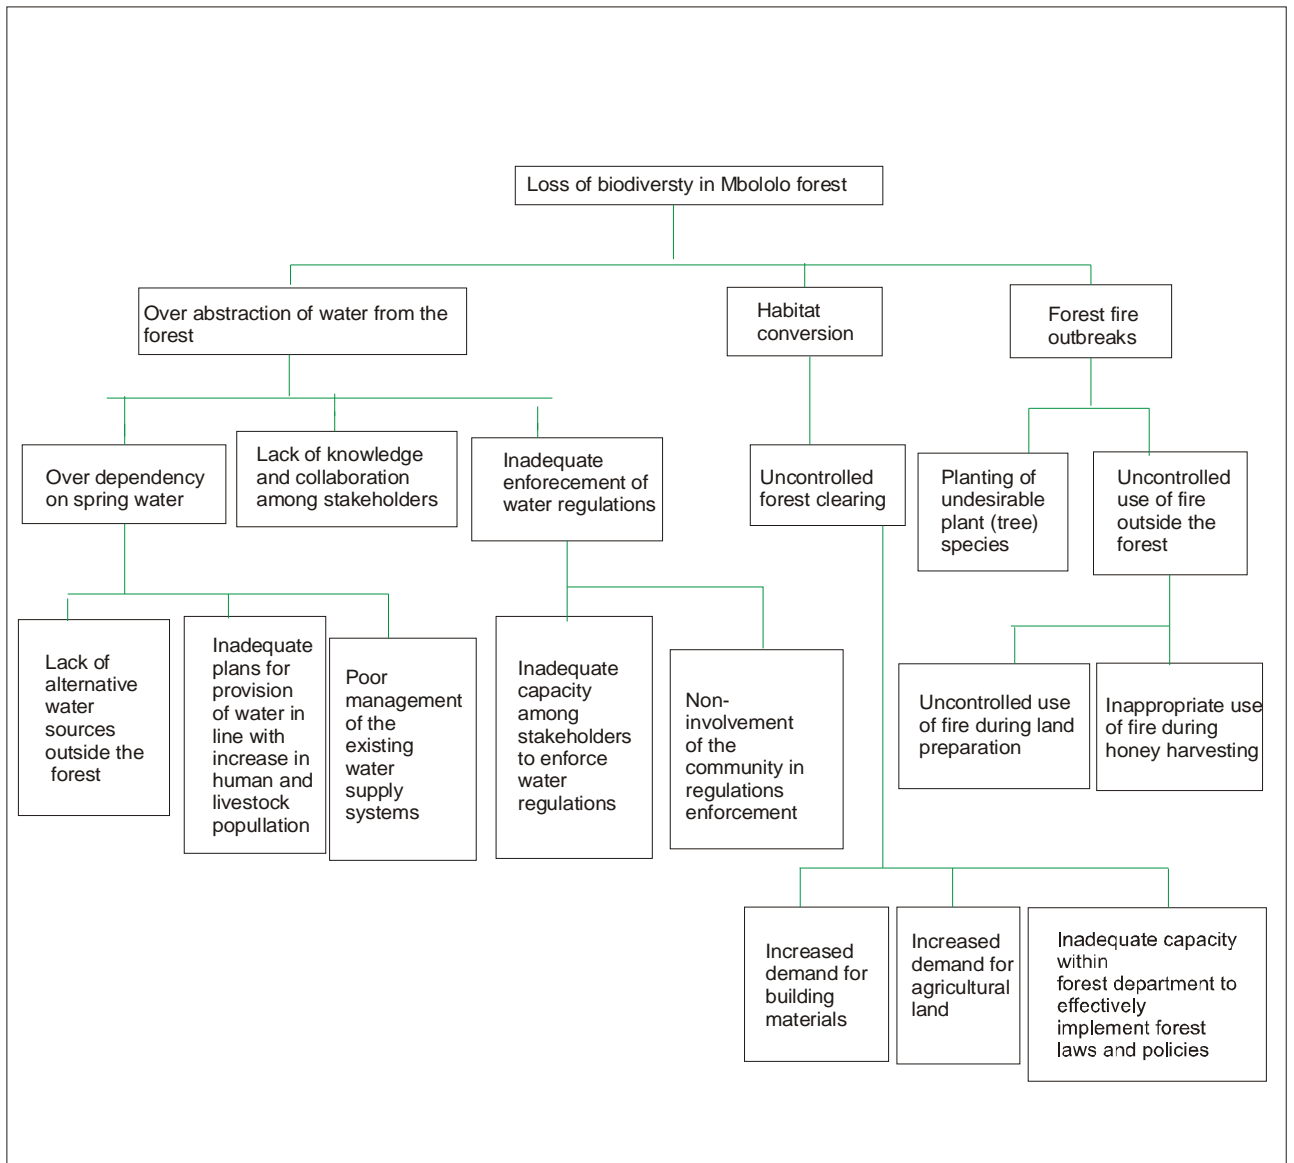 Loss of biodiversty in Mbololo forest
Over abstraction of water from the
forest
Habitat
conversion
Forest fire
outbreaks
Over dependency
on spring water
Lack of knowledge
and collaboration
among stakeholders
Inadequate
enforecement of
water regulations
Uncontrolled
forest clearing
Planting of
undesirable
plant (tree)
species
Uncontrolled
use of fire
outside the
forest
Lack of
alternative
water
sources
outside the
forest
Inadequate
plans for
provision
of water in
line with
increase in
human and
livestock
popullation
Poor
management
of the
existing
water
supply
systems
Inadequate
capacity
among
stakeholders
to enforce
water
regulations
Non-
involvement
of the
community in
regulations
enforcement
Uncontrolled use
of fire during land
preparation
Inappropriate use
of fire during
honey harvesting
Increased
demand for
building
materials
Increased
demand for
agricultural
land
Inadequate capacity
within
forest department to
effectively
implement forest
laws and policies